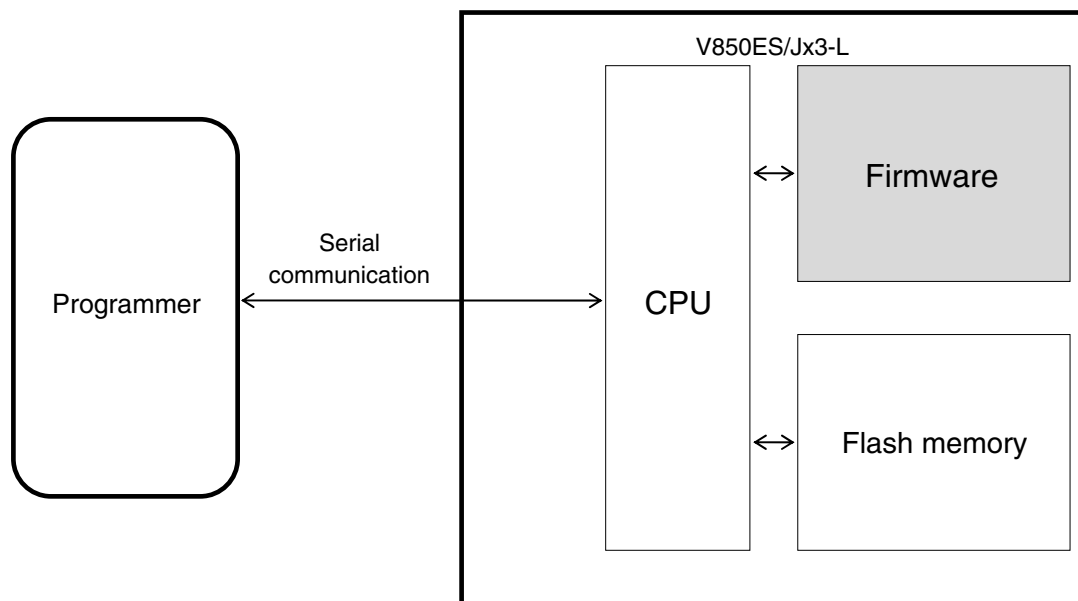 V850ES/Jx3-L
Firmware
Serial
communication
Programmer
CPU
Flash memory